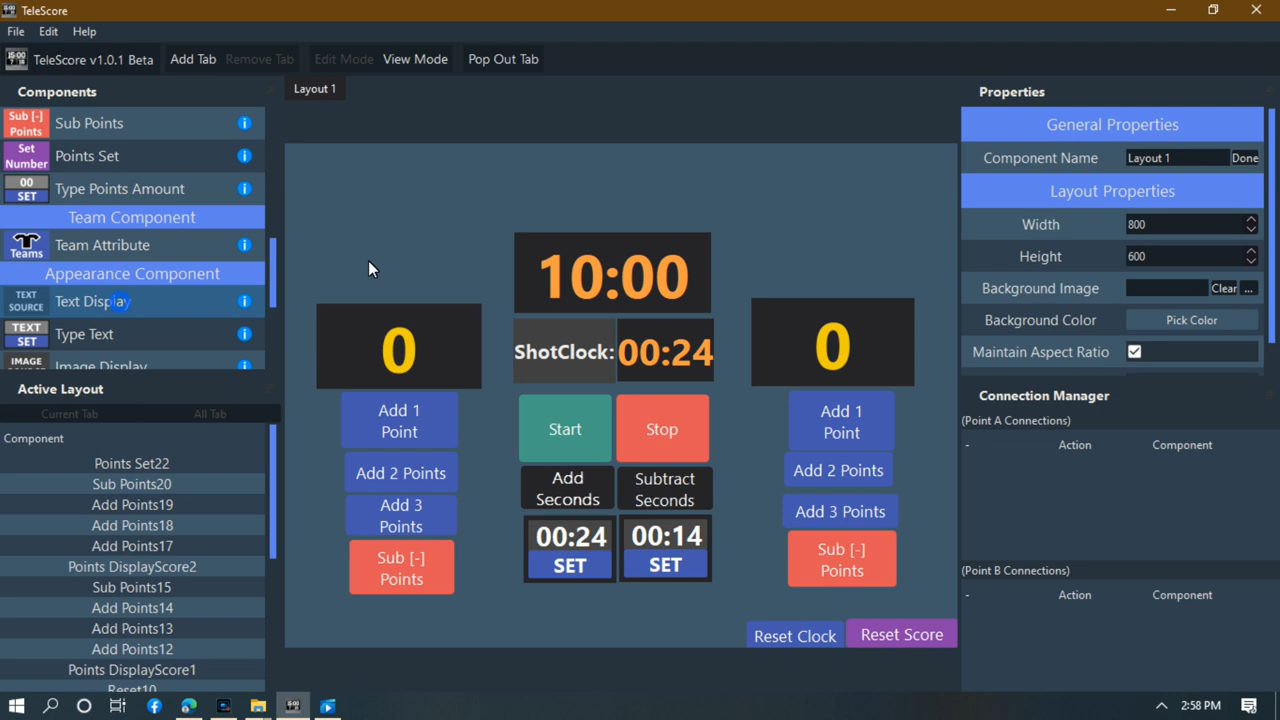 TeleScore
File Edit Help
TeleScore v1.0.1 Beta Add Tab Remove Tab Edit Mode View Mode Pop Out Tab
Components
Sub [-]
Points
Sub Points
Set
Number
Points Set
00
SET
Type Points Amount
Team Component
Teams
Team Attribute
Appearance Component
TEXT
SOURCE
Text Display
TEXT
SET
Type Text
IMAGE
Image Display
Active Layout
Current Tab All Tab
Component
Points Set22
Sub Points20
Add Points19
Add Points18
Add Points17
Points DisplayScore2
Sub Points15
Add Points14
Add Points13
Add Points12
Points DisplayScore1
Reset10
Layout 1
10:00
0
ShotClock: 00:24
0
Add 1
Point
Add 2 Points
Add 3
Points
Sub [-]
Points
Start
Stop
Add
Seconds
Subtract
Seconds
00:24
SET
00:14
SET
Add 1
Point
Add 2 Points
Add 3 Points
Sub [-]
Points
Reset Clock
Reset Score
Properties
General Properties
Component Name Layout 1 Done
Layout Properties
Width 800
Height 600
Background Image Clear ...
Background Color Pick Color
Maintain Aspect Ratio
Connection Manager
(Point A Connections)
- Action Component
(Point B Connections)
- Action Component
2:58 PM